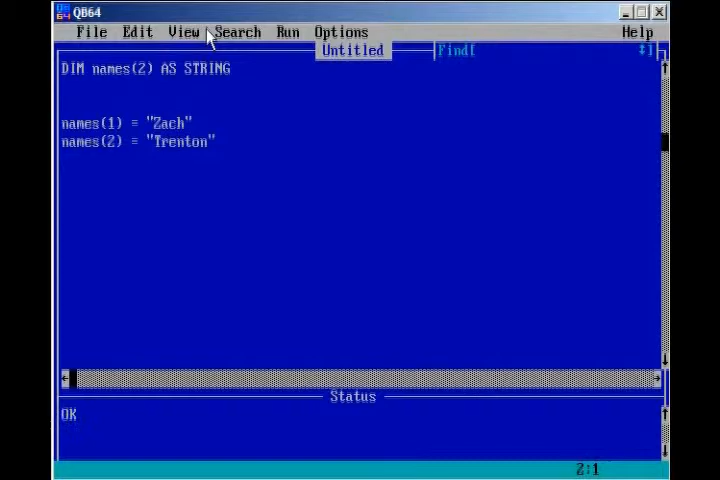 QB64
File Edit View Search Run Options Help
Untitled Find[ ↕]
DIM names(2) AS STRING
names(1) = "Zach"
names(2) = "Trenton"
Status
OK
2:1